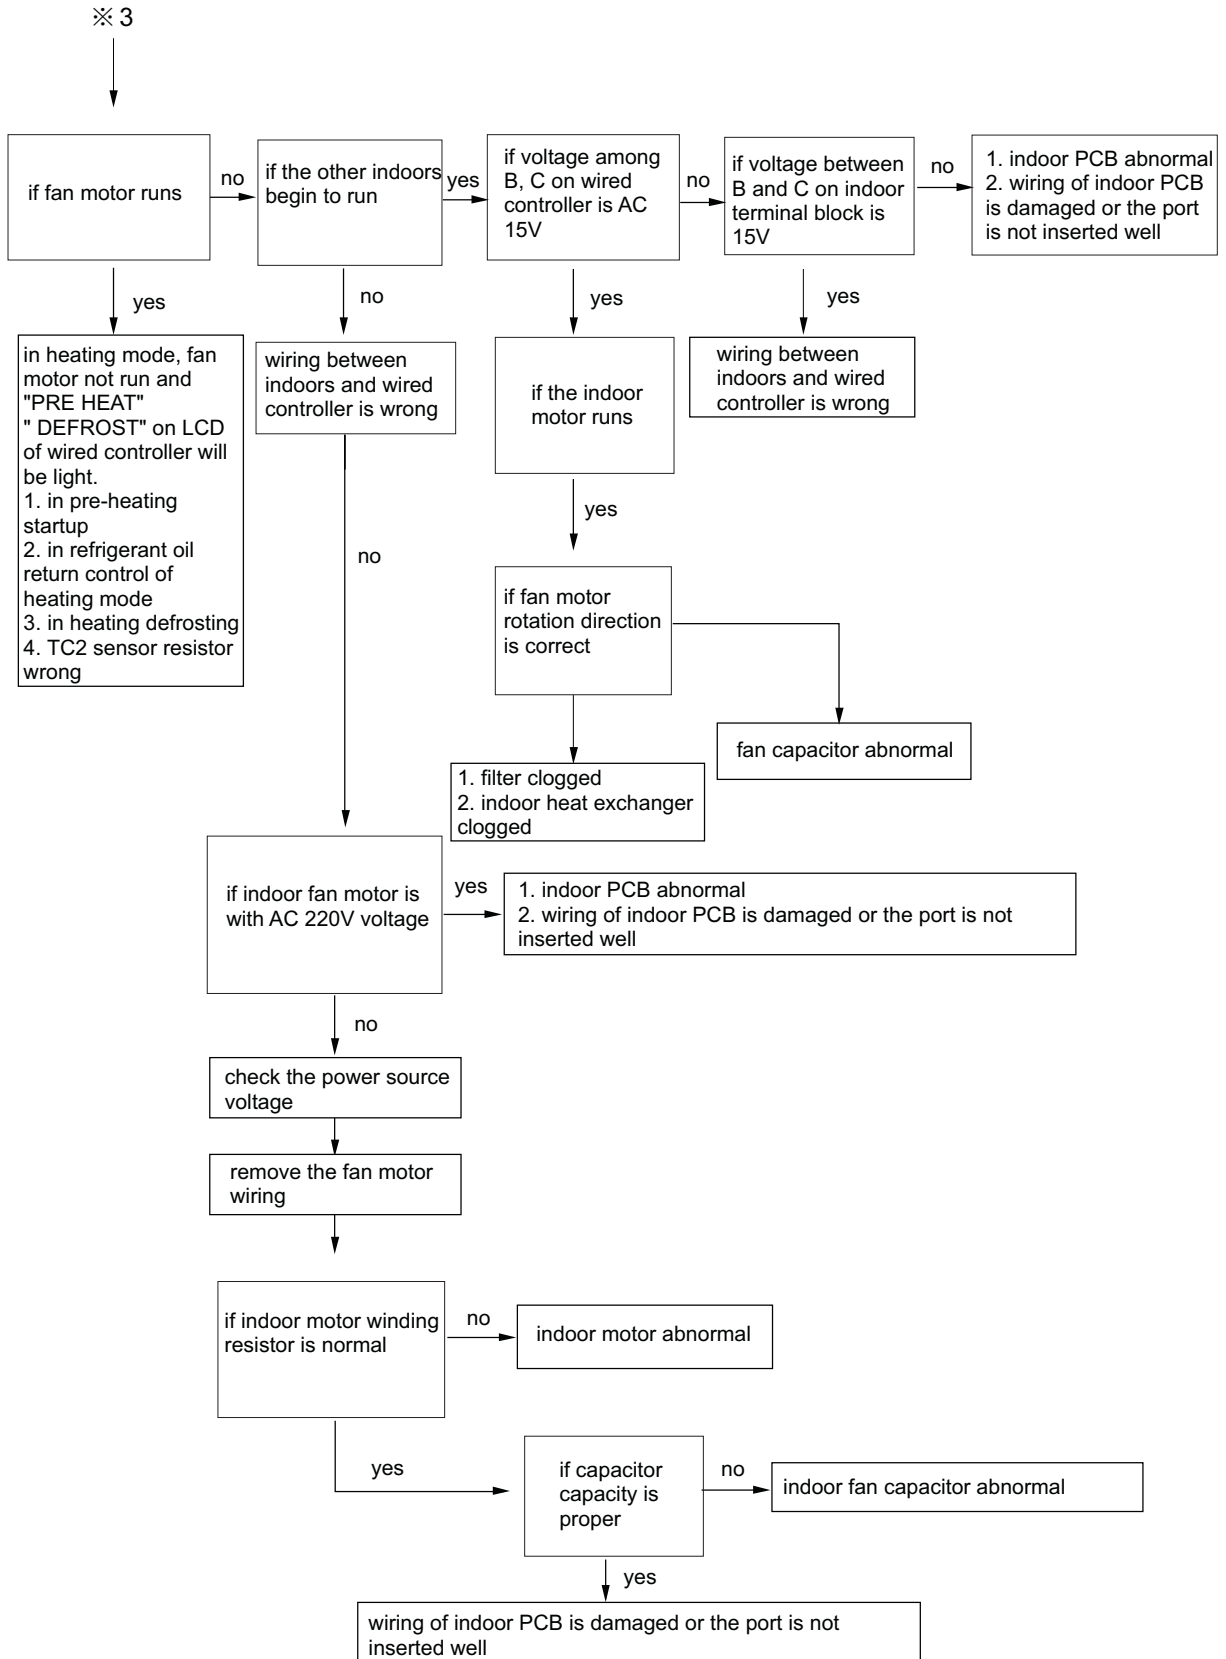 ※ 3
if fan motor runs
no
if the other indoors
begin to run
yes
if voltage among
B, C on wired
controller is AC
15V
no
if voltage between
B and C on indoor
terminal block is
15V
no
1. indoor PCB abnormal
2. wiring of indoor PCB
is damaged or the port
is not inserted well
yes
no
yes
yes
in heating mode, fan
motor not run and
"PRE HEAT"
" DEFROST" on LCD
of wired controller will
be light.
1. in pre-heating
startup
2. in refrigerant oil
return control of
heating mode
3. in heating defrosting
4. TC2 sensor resistor
wrong
wiring between
indoors and wired
controller is wrong
if the indoor
motor runs
wiring between
indoors and wired
controller is wrong
yes
no
if fan motor
rotation direction
is correct
fan capacitor abnormal
1. filter clogged
2. indoor heat exchanger
clogged
if indoor fan motor is
with AC 220V voltage
yes
1. indoor PCB abnormal
2. wiring of indoor PCB is damaged or the port is not
inserted well
no
check the power source
voltage
remove the fan motor
wiring
if indoor motor winding
resistor is normal
no
indoor motor abnormal
yes
if capacitor
capacity is
proper
no
indoor fan capacitor abnormal
yes
wiring of indoor PCB is damaged or the port is not
inserted well